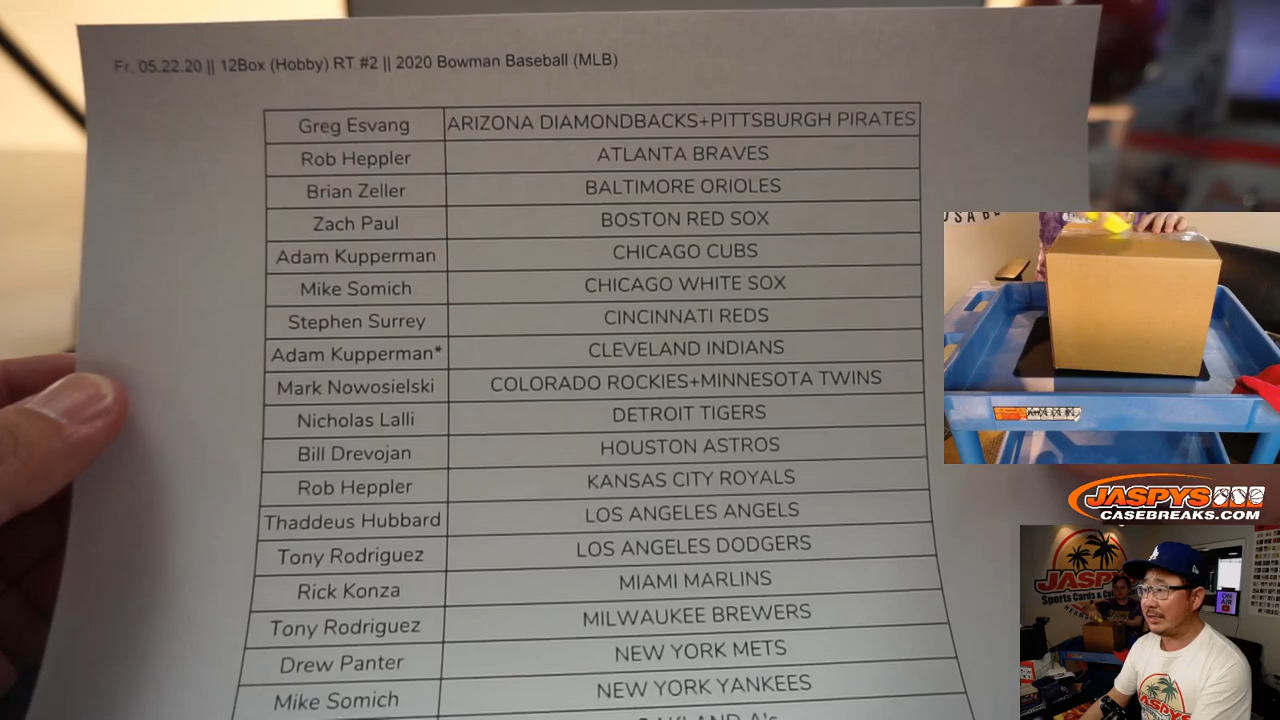 Fr, 05.22.20 || 12Box (Hobby) RT #2 || 2020 Bowman Baseball (MLB)
Greg Esvang ARIZONA DIAMONDBACKS+PITTSBURGH PIRATES
Rob Heppler ATLANTA BRAVES
Brian Zeller BALTIMORE ORIOLES
Zach Paul BOSTON RED SOX
Adam Kupperman CHICAGO CUBS
Mike Somich CHICAGO WHITE SOX
Stephen Surrey CINCINNATI REDS
Adam Kupperman* CLEVELAND INDIANS
Mark Nowosielski COLORADO ROCKIES+MINNESOTA TWINS
Nicholas Lalli DETROIT TIGERS
Bill Drevojan HOUSTON ASTROS
Rob Heppler KANSAS CITY ROYALS
Thaddeus Hubbard LOS ANGELES ANGELS
Tony Rodriguez LOS ANGELES DODGERS
Rick Konza MIAMI MARLINS
Tony Rodriguez MILWAUKEE BREWERS
Drew Panter NEW YORK METS
Mike Somich NEW YORK YANKEES
OAKLAND A's
JASPYS
CASEBREAKS.COM
JASPY
Sports Cards &
ON
AIR